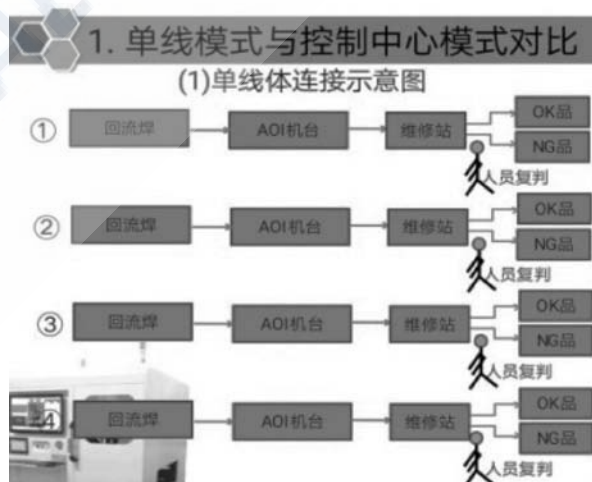 1. 单线模式与控制中心模式对比
(1)单线体连接示意图
① 回流焊 AOI机台 维修站 OK品
NG品
人员复判
② 回流焊 AOI机台 维修站 OK品
NG品
人员复判
③ 回流焊 AOI机台 维修站 OK品
NG品
人员复判
④ 回流焊 AOI机台 维修站 OK品
NG品
人员复判